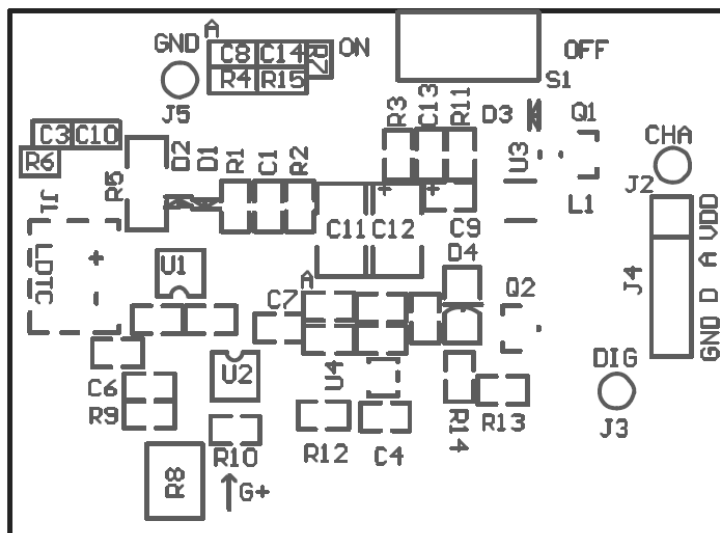 A
GND
C8 C14 R7 ON
OFF
R4 R15
S1
J5
R3 C13 R11 D3 Q1
C3 C10
CHA
R6
D2 D1 R1 C1 R2
U3
J1
R5
J2
L1
VDD
C11 C12 C9
LDTC
+
-
U1
D4
A
J4
A
Q2
C7
D
GND
U4
DIG
U2
C6
R9
R13
J3
R10
R12
C4
R14
R8
G+